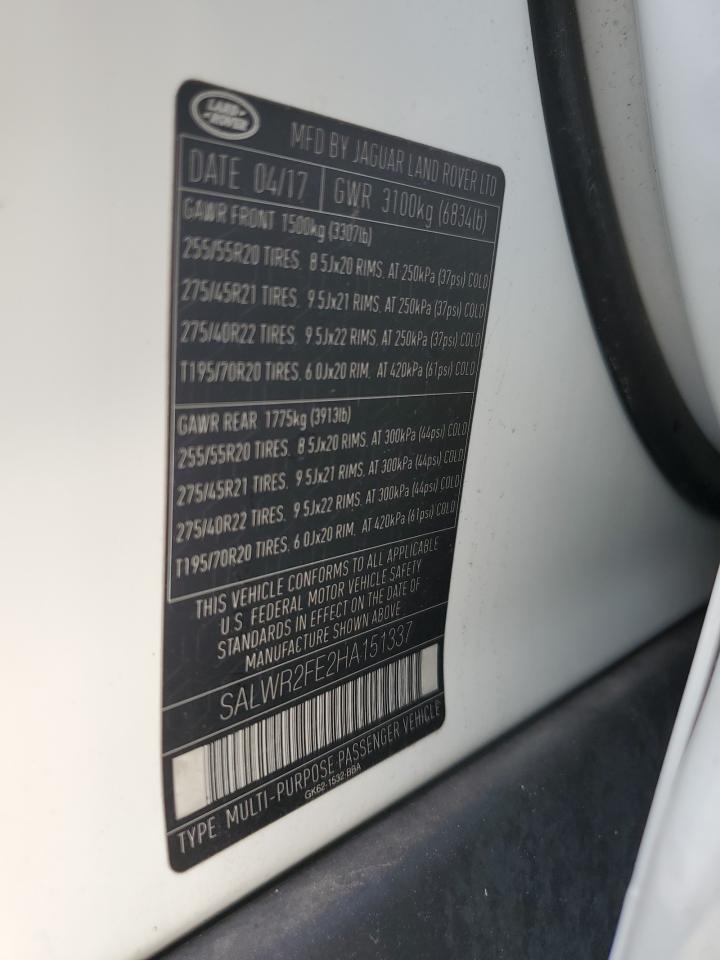 LAND ROVER
MFD BY JAGUAR LAND ROVER LTD
DATE 04/17 GWR 3100kg (6834lb)
GAWR FRONT 1500kg (3307lb)
255/55R20 TIRES. 8 5Jx20 RIMS. AT 250kPa (37psi) COLD
275/45R21 TIRES. 9 5Jx21 RIMS. AT 250kPa (37psi) COLD
275/40R22 TIRES. 9 5Jx22 RIMS. AT 250kPa (37psi) COLD
T195/70R20 TIRES. 6 0Jx20 RIM. AT 420kPa (61psi) COLD
GAWR REAR 1775kg (3913lb)
255/55R20 TIRES. 8 5Jx20 RIMS. AT 300kPa (44psi) COLD
275/45R21 TIRES. 9 5Jx21 RIMS. AT 300kPa (44psi) COLD
275/40R22 TIRES. 9 5Jx22 RIMS. AT 300kPa (44psi) COLD
T195/70R20 TIRES. 6 0Jx20 RIM. AT 420kPa (61psi) COLD
THIS VEHICLE CONFORMS TO ALL APPLICABLE
U.S. FEDERAL MOTOR VEHICLE SAFETY
STANDARDS IN EFFECT ON THE DATE OF
MANUFACTURE SHOWN ABOVE
SALWR2FE2HA151337
TYPE MULTI-PURPOSE PASSENGER VEHICLE
GK62-1532-BBA